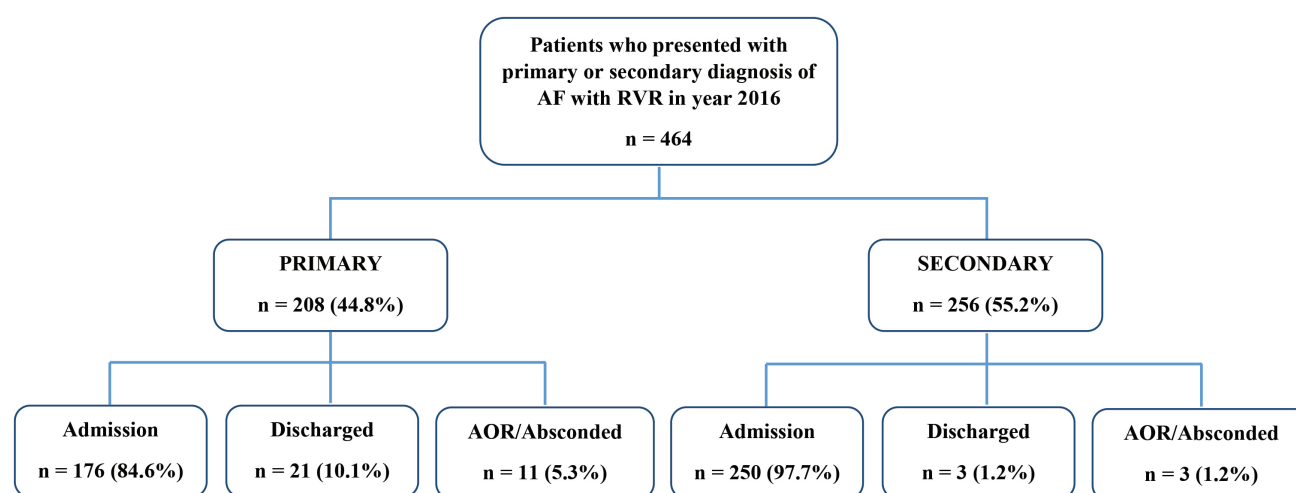 Patients who presented with
primary or secondary diagnosis of
AF with RVR in year 2016
n = 464
PRIMARY
n = 208 (44.8%)
SECONDARY
n = 256 (55.2%)
Admission
n = 176 (84.6%)
Discharged
n = 21 (10.1%)
AOR/Absconded
n = 11 (5.3%)
Admission
n = 250 (97.7%)
Discharged
n = 3 (1.2%)
AOR/Absconded
n = 3 (1.2%)